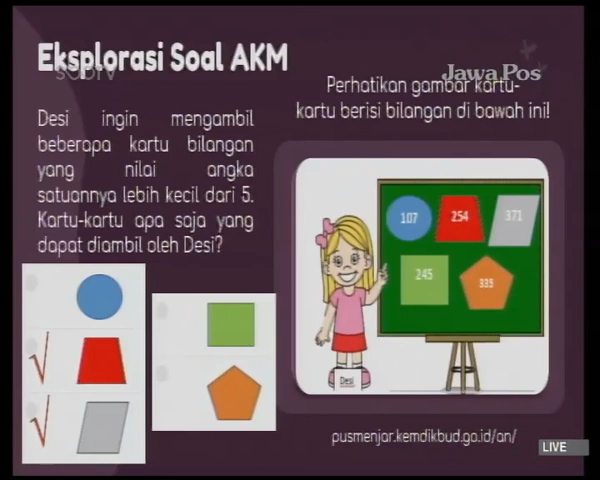 Eksplorasi Soal AKM
SBOTV
JawaPos
Desi ingin mengambil
beberapa kartu bilangan
yang nilai angka
satuannya lebih kecil dari 5.
Kartu-kartu apa saja yang
dapat diambil oleh Desi?
Perhatikan gambar kartu-
kartu berisi bilangan di bawah ini!
107
254
371
245
335
Desi
pusmenjar.kemdikbud.go.id/an/
LIVE